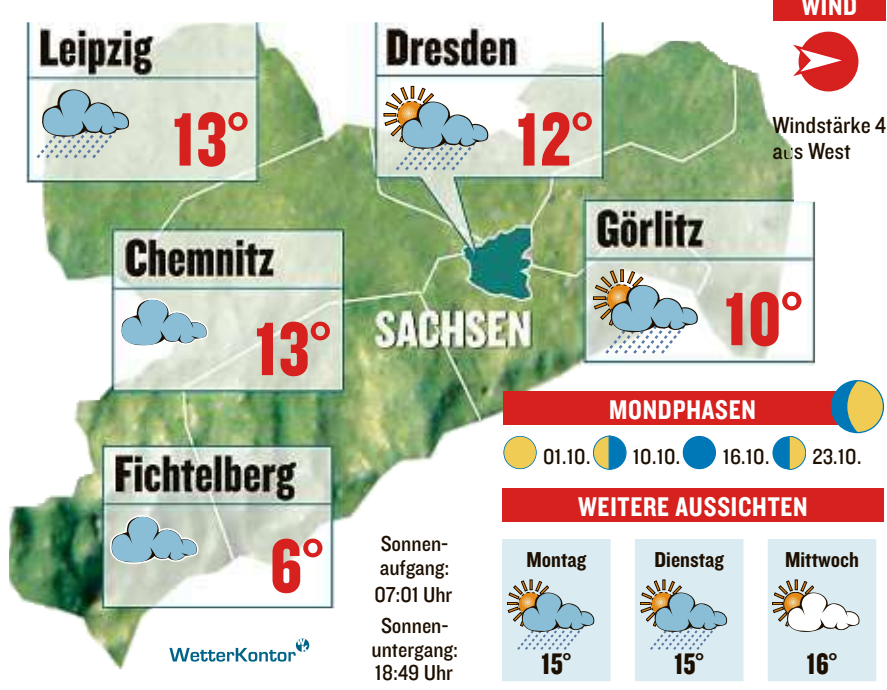 WIND
Windstärke 4
aus West
Leipzig
13°
Dresden
12°
Görlitz
10°
Chemnitz
13°
SACHSEN
Fichtelberg
6°
WetterKontor
Sonnen-
aufgang:
07:01 Uhr
Sonnen-
untergang:
18:49 Uhr
MONDPHASEN
01.10. 10.10. 16.10. 23.10.
WEITERE AUSSICHTEN
Montag
15°
Dienstag
15°
Mittwoch
16°